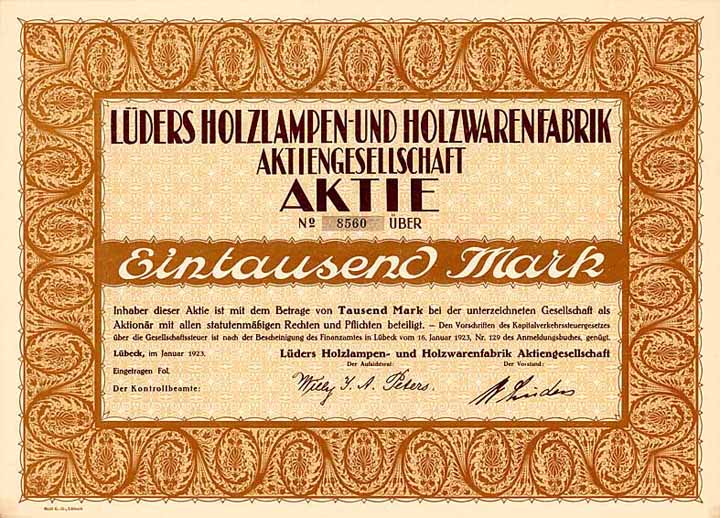 LÜDERS HOLZLAMPEN- UND HOLZWARENFABRIK
AKTIENGESELLSCHAFT
AKTIE
No 8560 ÜBER
Eintausend Mark
Inhaber dieser Aktie ist mit dem Betrage von Tausend Mark bei der unterzeichneten Gesellschaft als
Aktionär mit allen statutenmäßigen Rechten und Pflichten beteiligt. — Den Vorschriften des Kapitalverkehrssteuergesetzes
über die Gesellschaftssteuer ist nach der Bescheinigung des Finanzamtes in Lübeck vom 16. Januar 1923, Nr. 129 des Anmeldungsbuches, genügt.
Lübeck, im Januar 1923. Lüders Holzlampen- und Holzwarenfabrik Aktiengesellschaft
Der Aufsichtsrat: Der Vorstand:
Eingetragen Fol.
Willy J. A. Peters.
Der Kontrollbeamte: